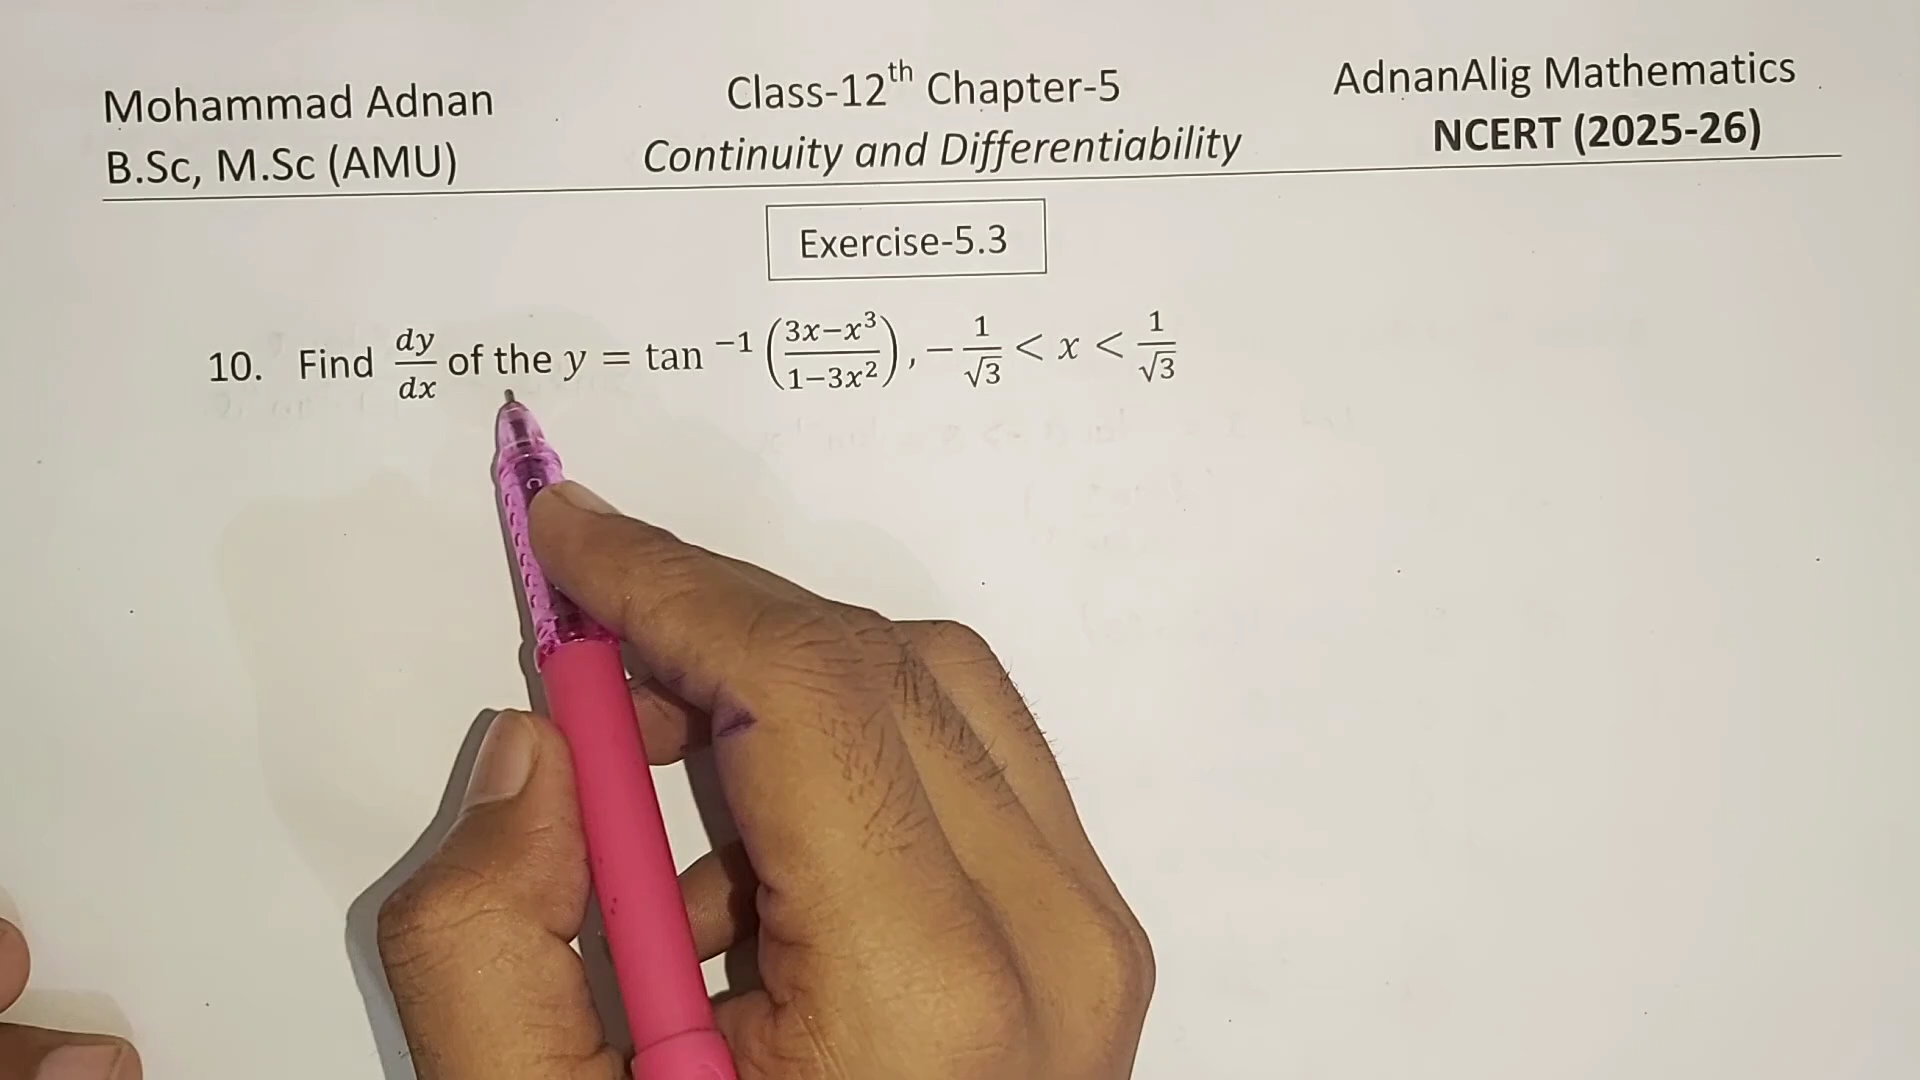 Mohammad Adnan
B.Sc, M.Sc (AMU)
Class-12th Chapter-5
Continuity and Differentiability
AdnanAlig Mathematics
NCERT (2025-26)
Exercise-5.3
10. Find dy/dx of the y = tan⁻¹((3x−x³)/(1−3x²)), −1/√3 < x < 1/√3